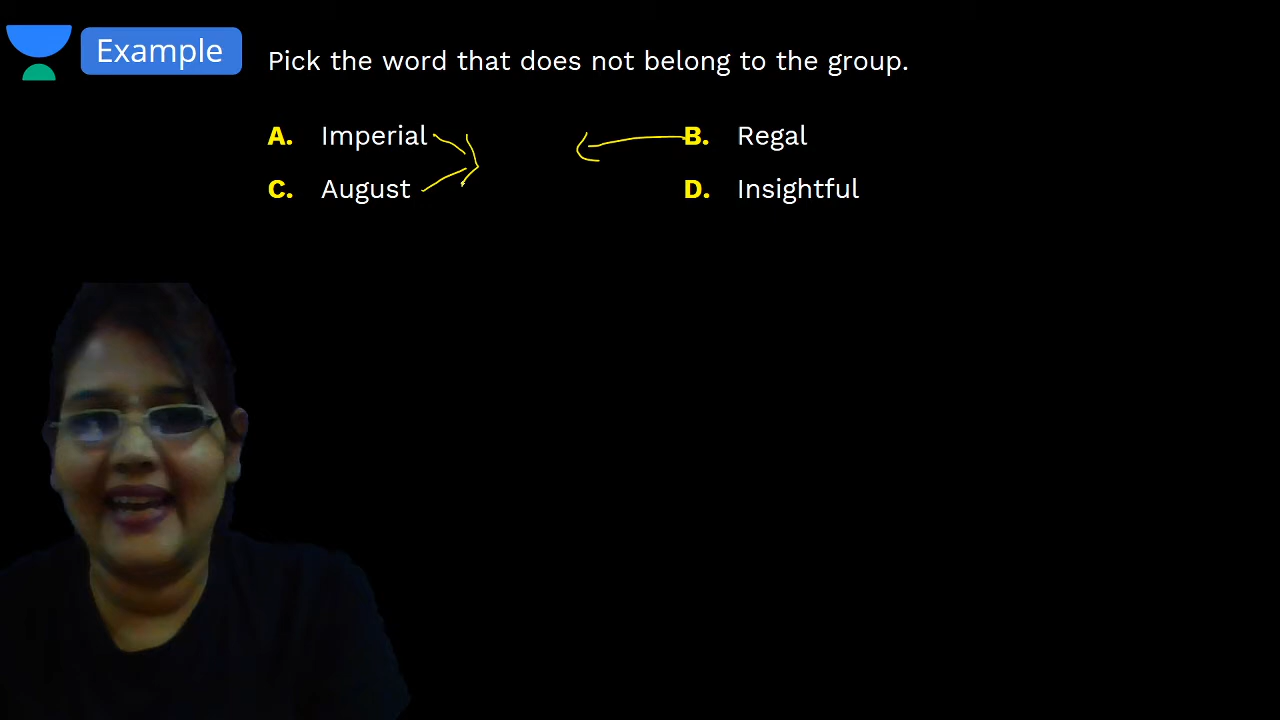 Example
Pick the word that does not belong to the group.
A. Imperial B. Regal
C. August D. Insightful